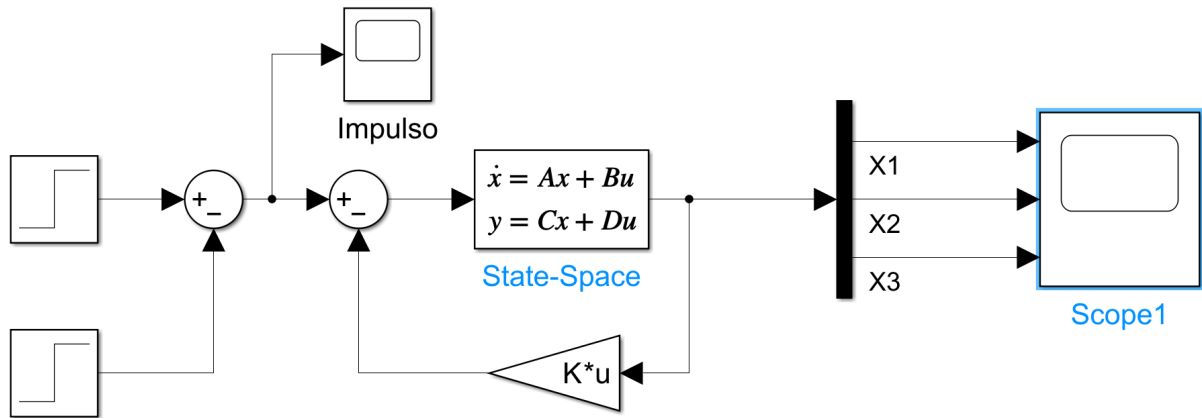 Impulso
+
−
+
−
ẋ = Ax + Bu
y = Cx + Du
State-Space
K*u
X1
X2
X3
Scope1